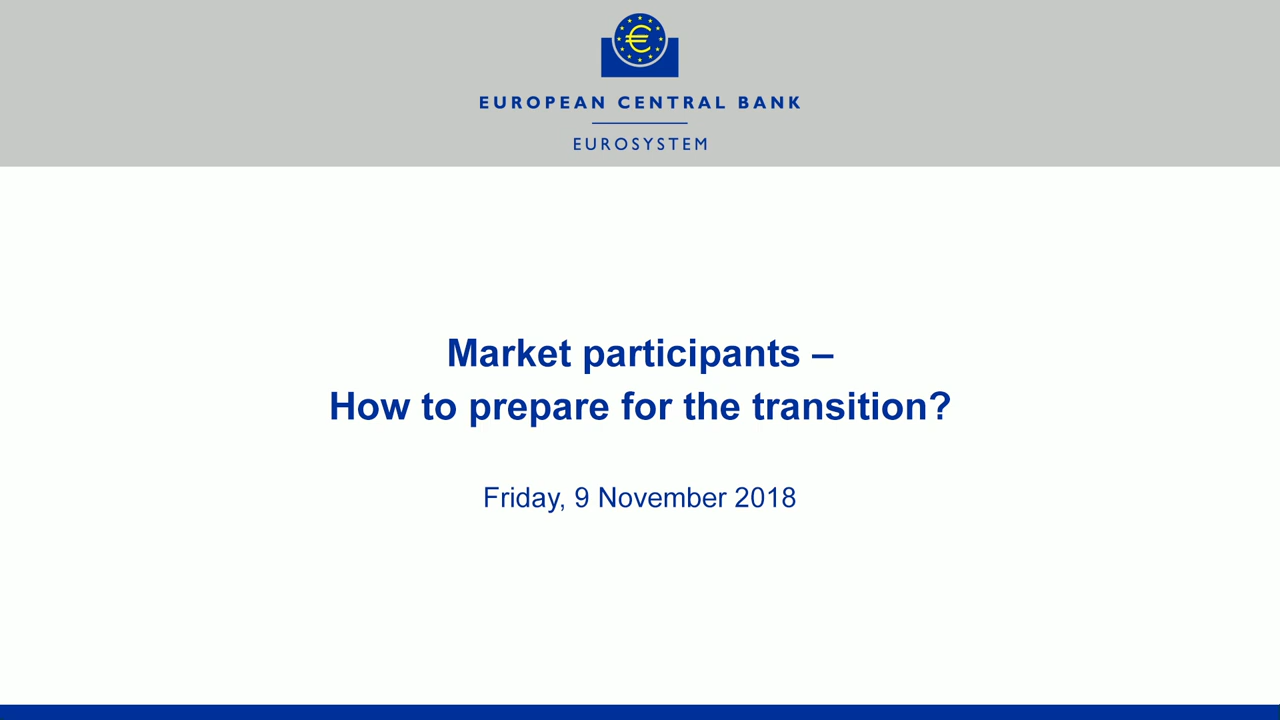 EUROPEAN CENTRAL BANK
EUROSYSTEM
Market participants –
How to prepare for the transition?
Friday, 9 November 2018